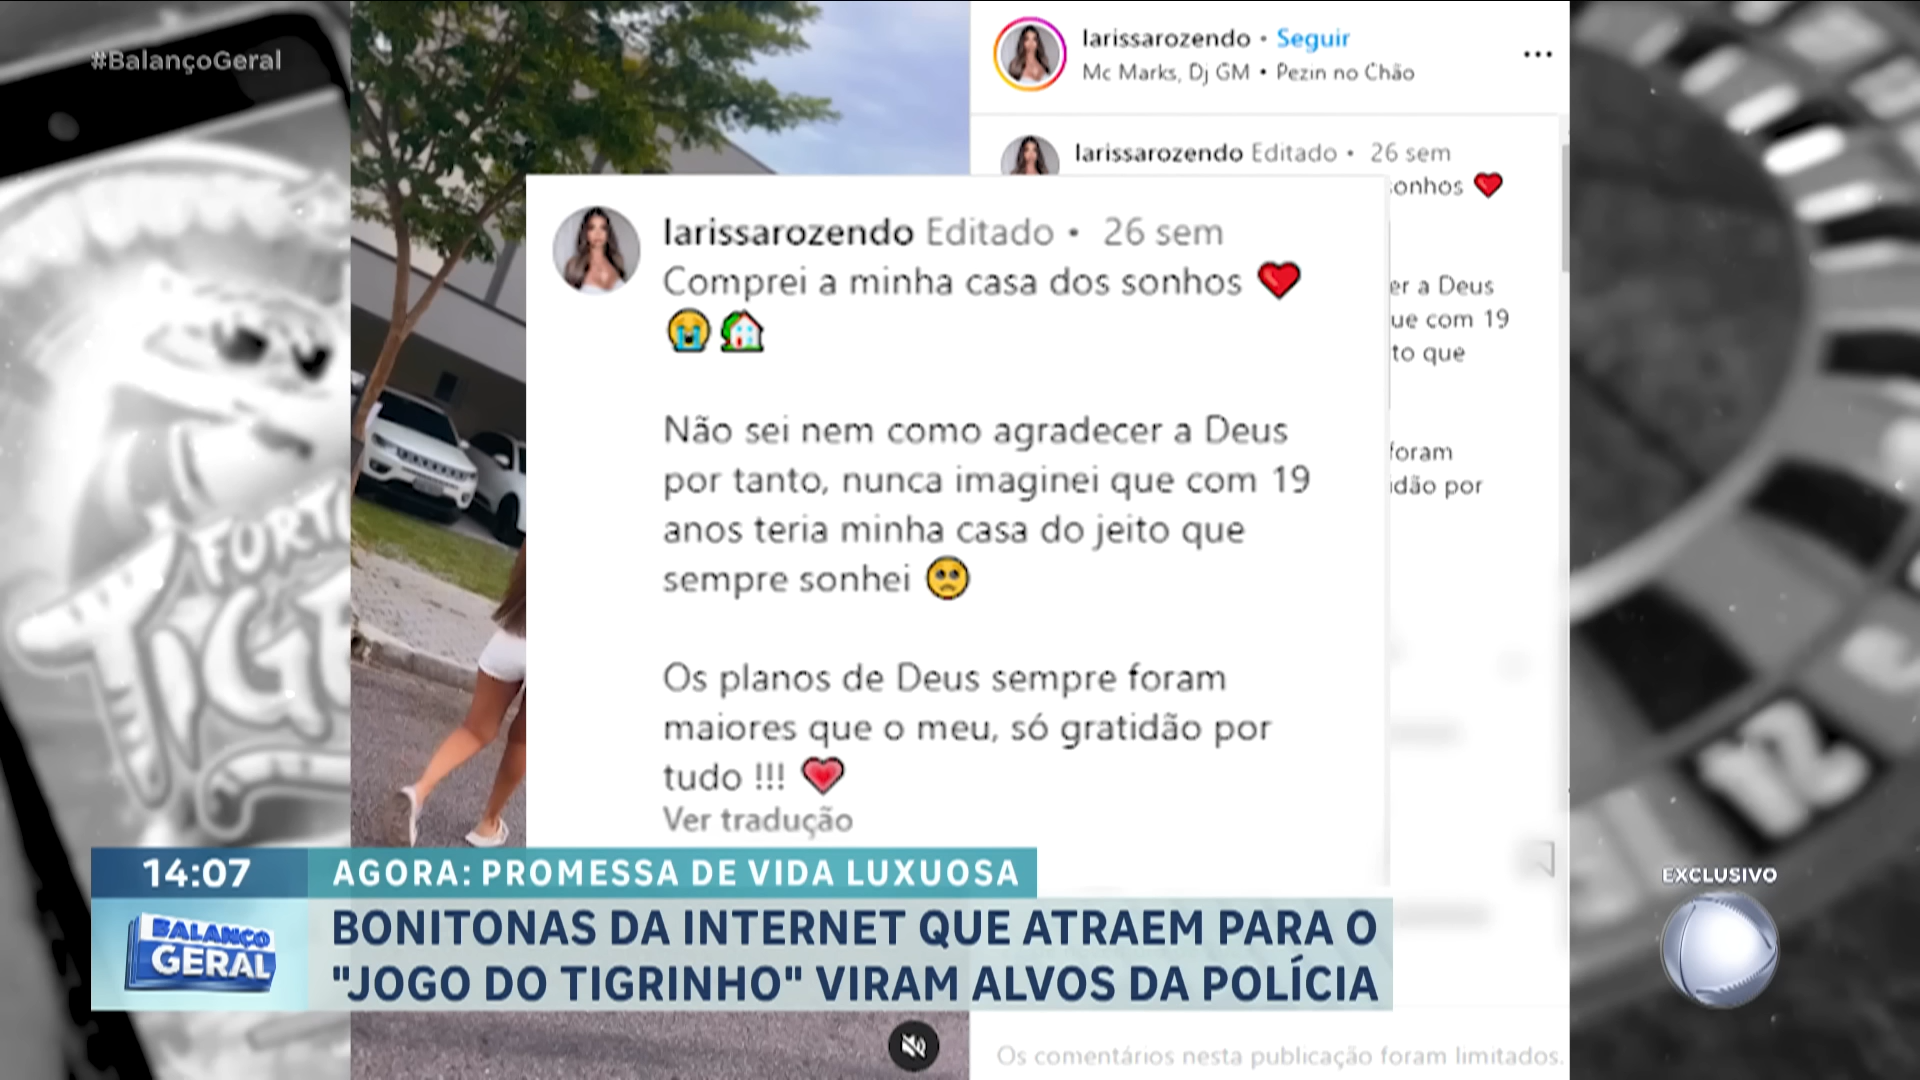 #BalançoGeral
larissarozendo • Seguir
Mc Marks, Dj GM • Pezin no Chão
larissarozendo Editado • 26 sem
onhos ❤️
er a Deus
ue com 19
to que
foram
idão por
larissarozendo Editado • 26 sem
Comprei a minha casa dos sonhos ❤️
😭🏡
Não sei nem como agradecer a Deus
por tanto, nunca imaginei que com 19
anos teria minha casa do jeito que
sempre sonhei 🥺
Os planos de Deus sempre foram
maiores que o meu, só gratidão por
tudo !!! ❤️
Ver tradução
FORT
TIGE
12
14:07
AGORA: PROMESSA DE VIDA LUXUOSA
BALANÇO
GERAL
BONITONAS DA INTERNET QUE ATRAEM PARA O
"JOGO DO TIGRINHO" VIRAM ALVOS DA POLÍCIA
EXCLUSIVO
Os comentários nesta publicação foram limitados.